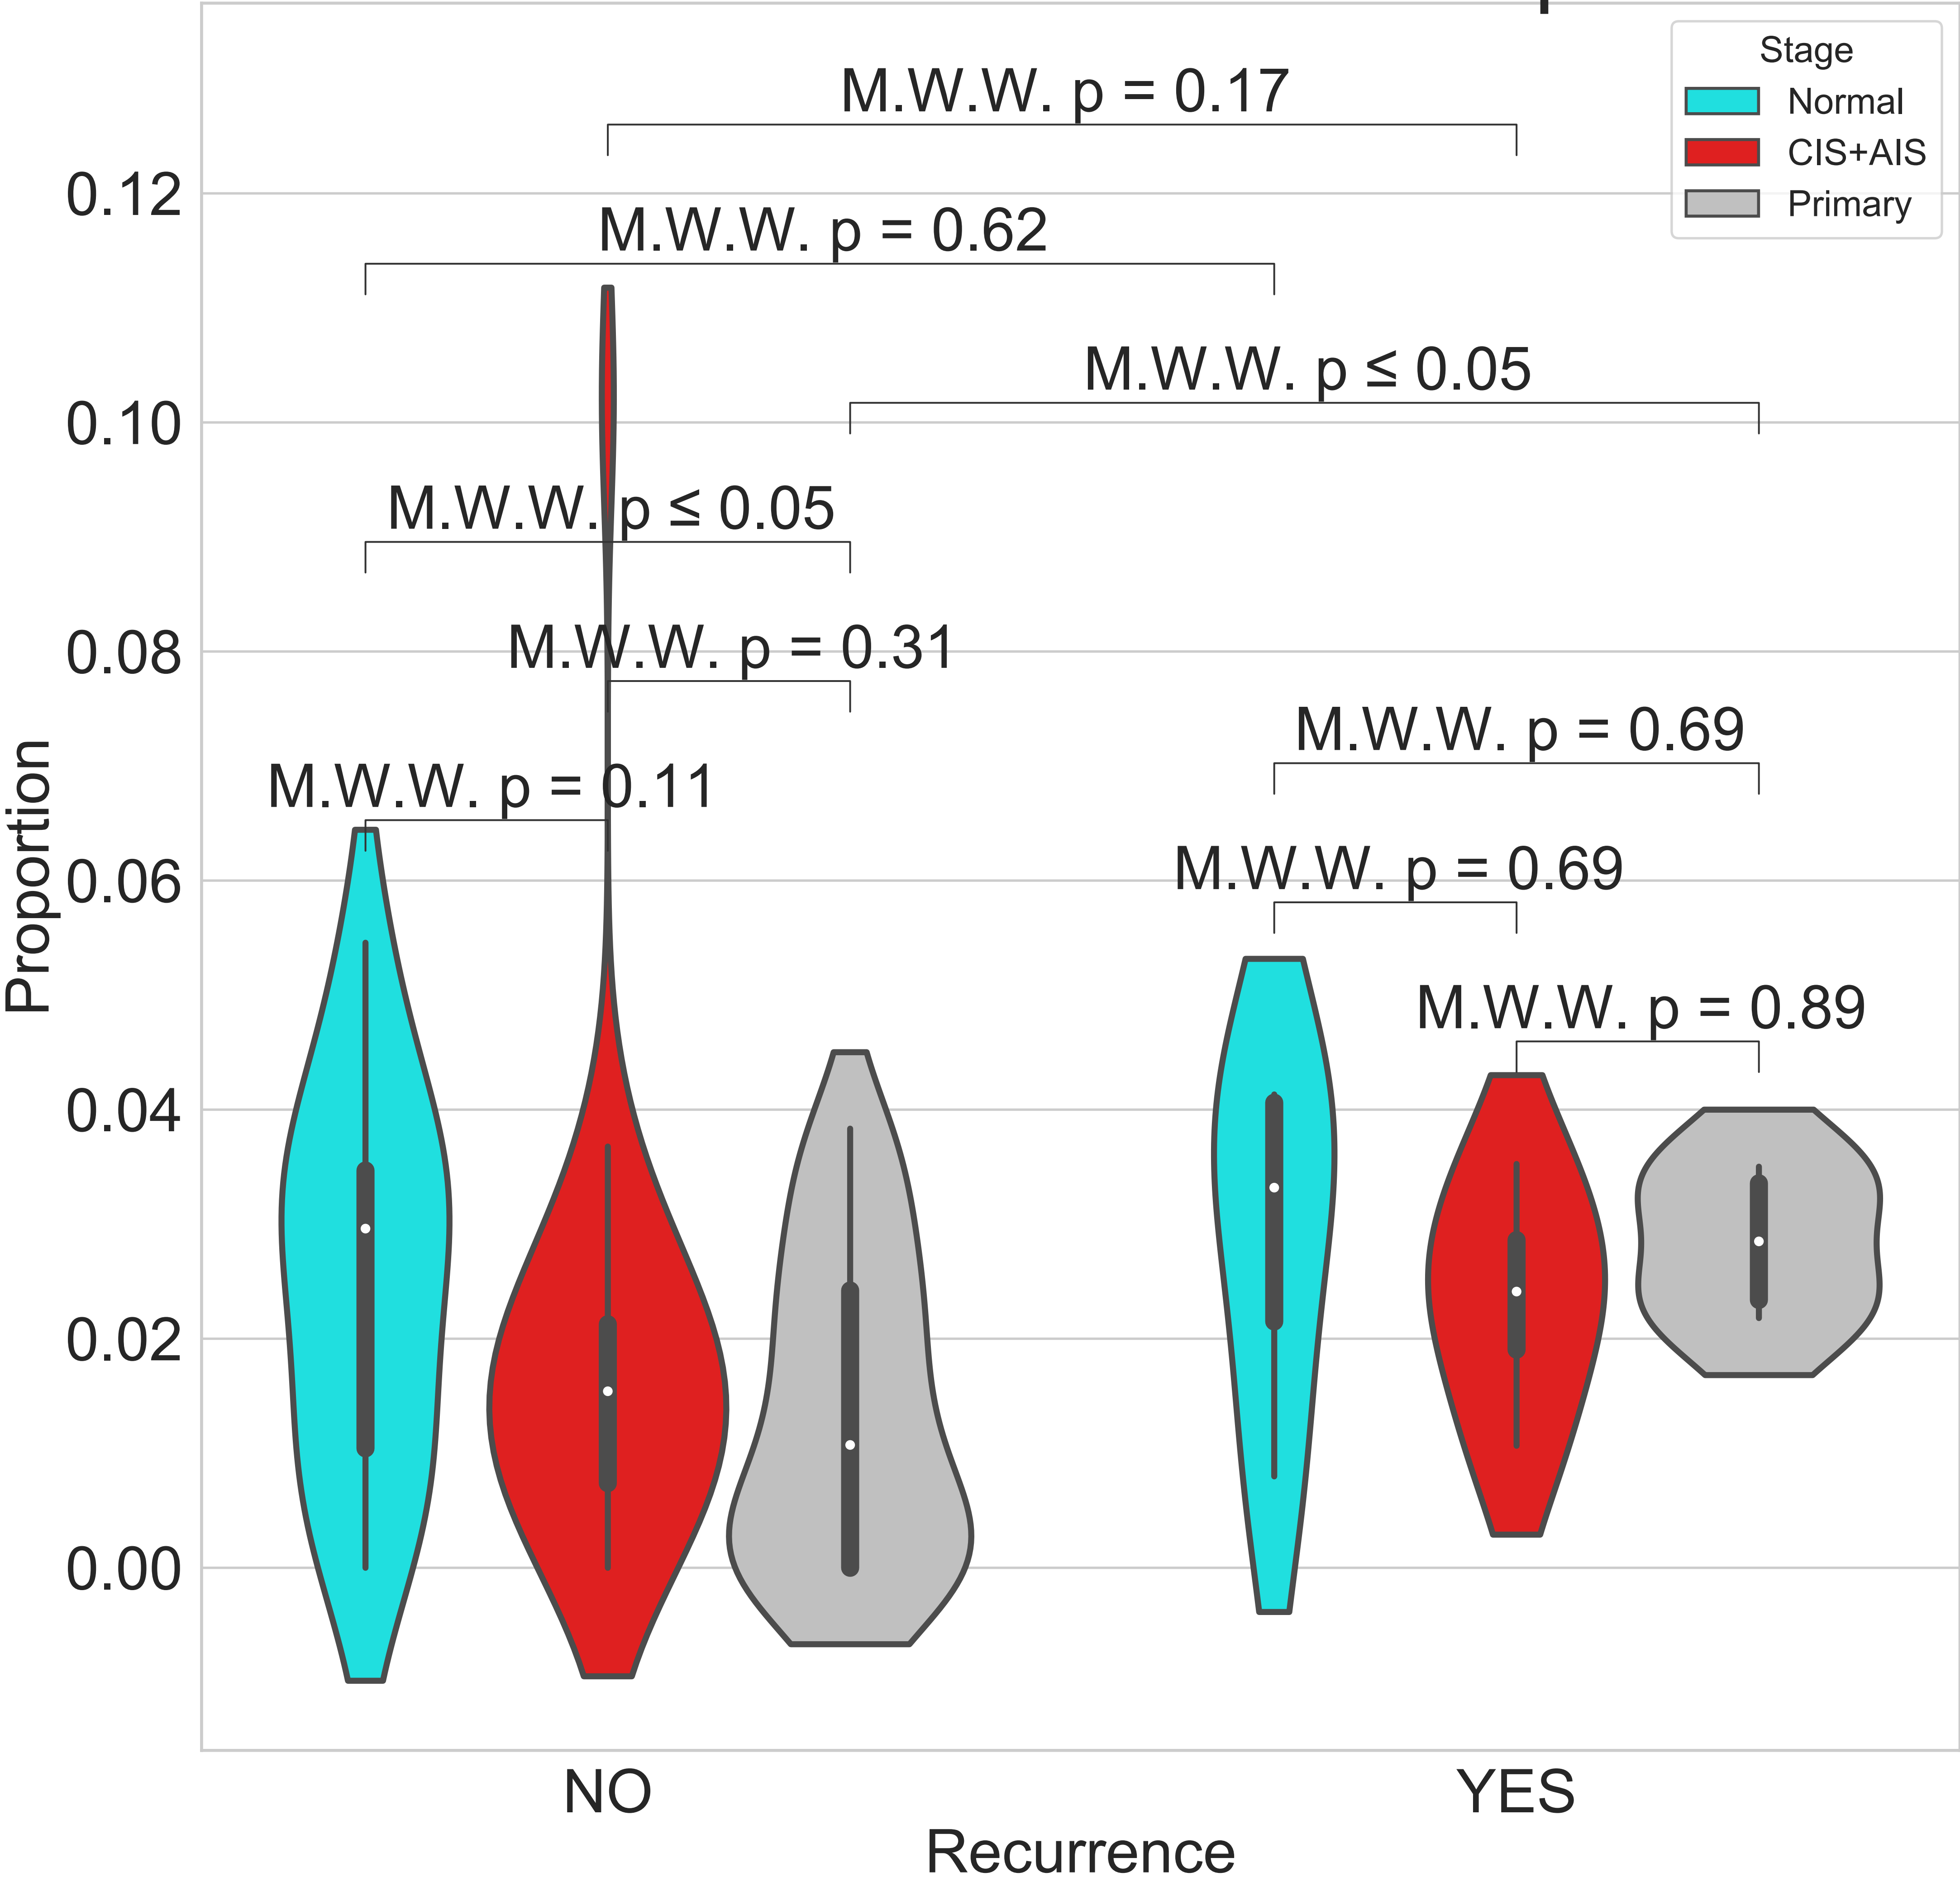 Stage
Normal
CIS+AIS
Primary
M.W.W. p = 0.17
M.W.W. p = 0.62
M.W.W. p ≤ 0.05
M.W.W. p ≤ 0.05
M.W.W. p = 0.31
M.W.W. p = 0.69
M.W.W. p = 0.11
M.W.W. p = 0.69
M.W.W. p = 0.89
0.12
0.10
0.08
0.06
0.04
0.02
0.00
Proportion
NO
YES
Recurrence